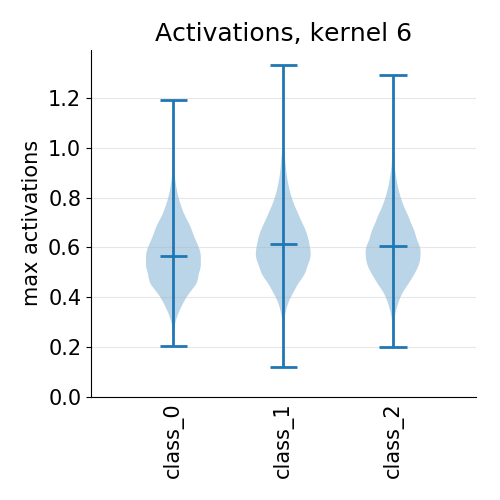 Activations, kernel 6
max activations
1.2
1.0
0.8
0.6
0.4
0.2
0.0
class_0
class_1
class_2